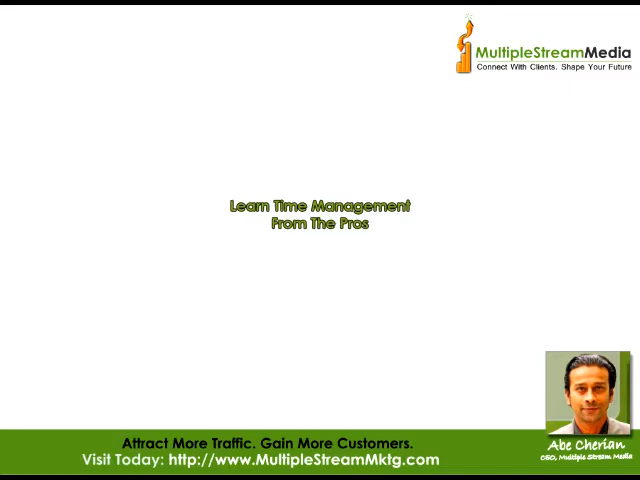 MultipleStreamMedia
Connect With Clients. Shape Your Future
Learn Time Management
From The Pros
Abe Cherian
CEO, Multiple Stream Media
Attract More Traffic. Gain More Customers.
Visit Today: http://www.MultipleStreamMktg.com